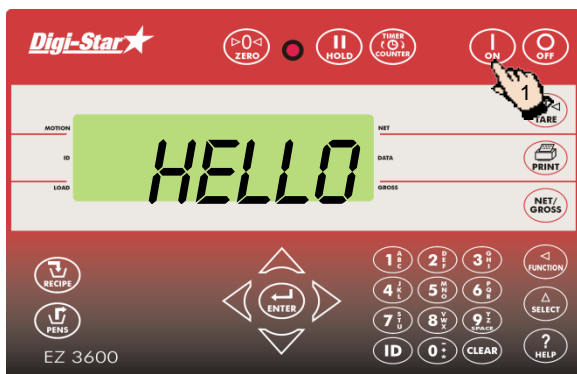 Digi-Star
ZERO
HOLD
TIMER
COUNTER
ON
OFF
1
TARE
MOTION
NET
HELLO
ID
DATA
PRINT
LOAD
GROSS
NET/
GROSS
RECIPE
ENTER
1 A B C
2 D E F
3 G H I
FUNCTION
4 J K L
5 M N O
6 P Q R
SELECT
PENS
7 S T U
8 V W X
9 Y Z SPACE
ID
0 - + *
CLEAR
?
HELP
EZ 3600